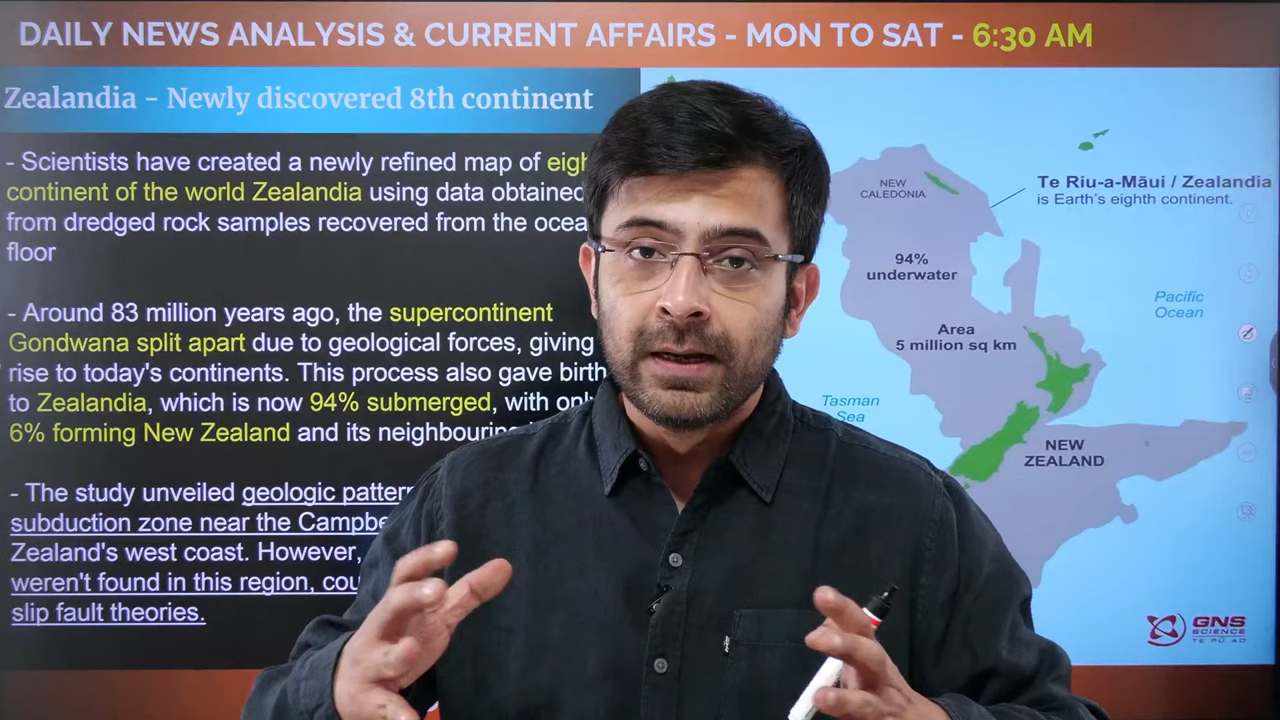 DAILY NEWS ANALYSIS & CURRENT AFFAIRS - MON TO SAT - 6:30 AM
Zealandia - Newly discovered 8th continent
- Scientists have created a newly refined map of
continent of the world Zealandia using data obtained
from dredged rock samples recovered from the
floor
- Around 83 million years ago, the supercontinent
Gondwana split apart due to geological forces, giving
rise to today's continents. This process also gave birth
to Zealandia, which is now 94% submerged, with
6% forming New Zealand and its
- The study unveiled geologic
subduction zone near the
Zealand's west coast. However,
weren't found in this region,
slip fault theories.
NEW
CALEDONIA
Te Riu-a-Māui / Zealandia
is Earth's eighth continent.
94%
underwater
Pacific
Ocean
Area
5 million sq km
Tasman
Sea
NEW
ZEALAND
GNS
SCIENCE
TE PŪ AO